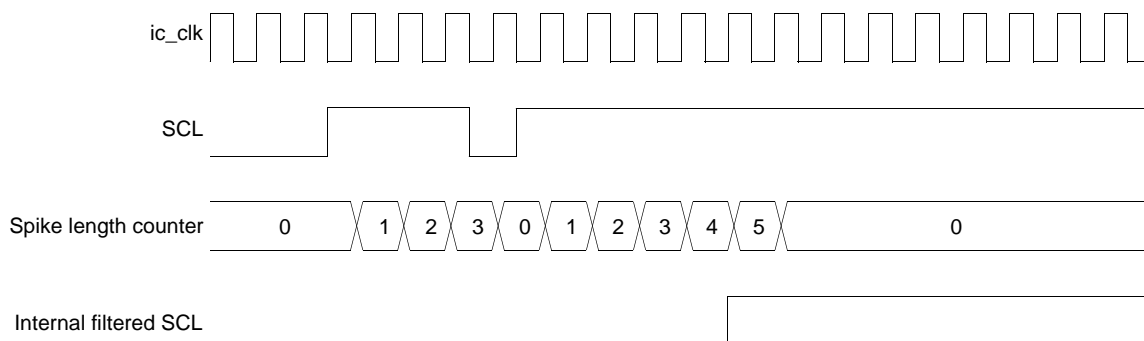 ic_clk
SCL
Spike length counter 0 1 2 3 0 1 2 3 4 5 0
Internal filtered SCL